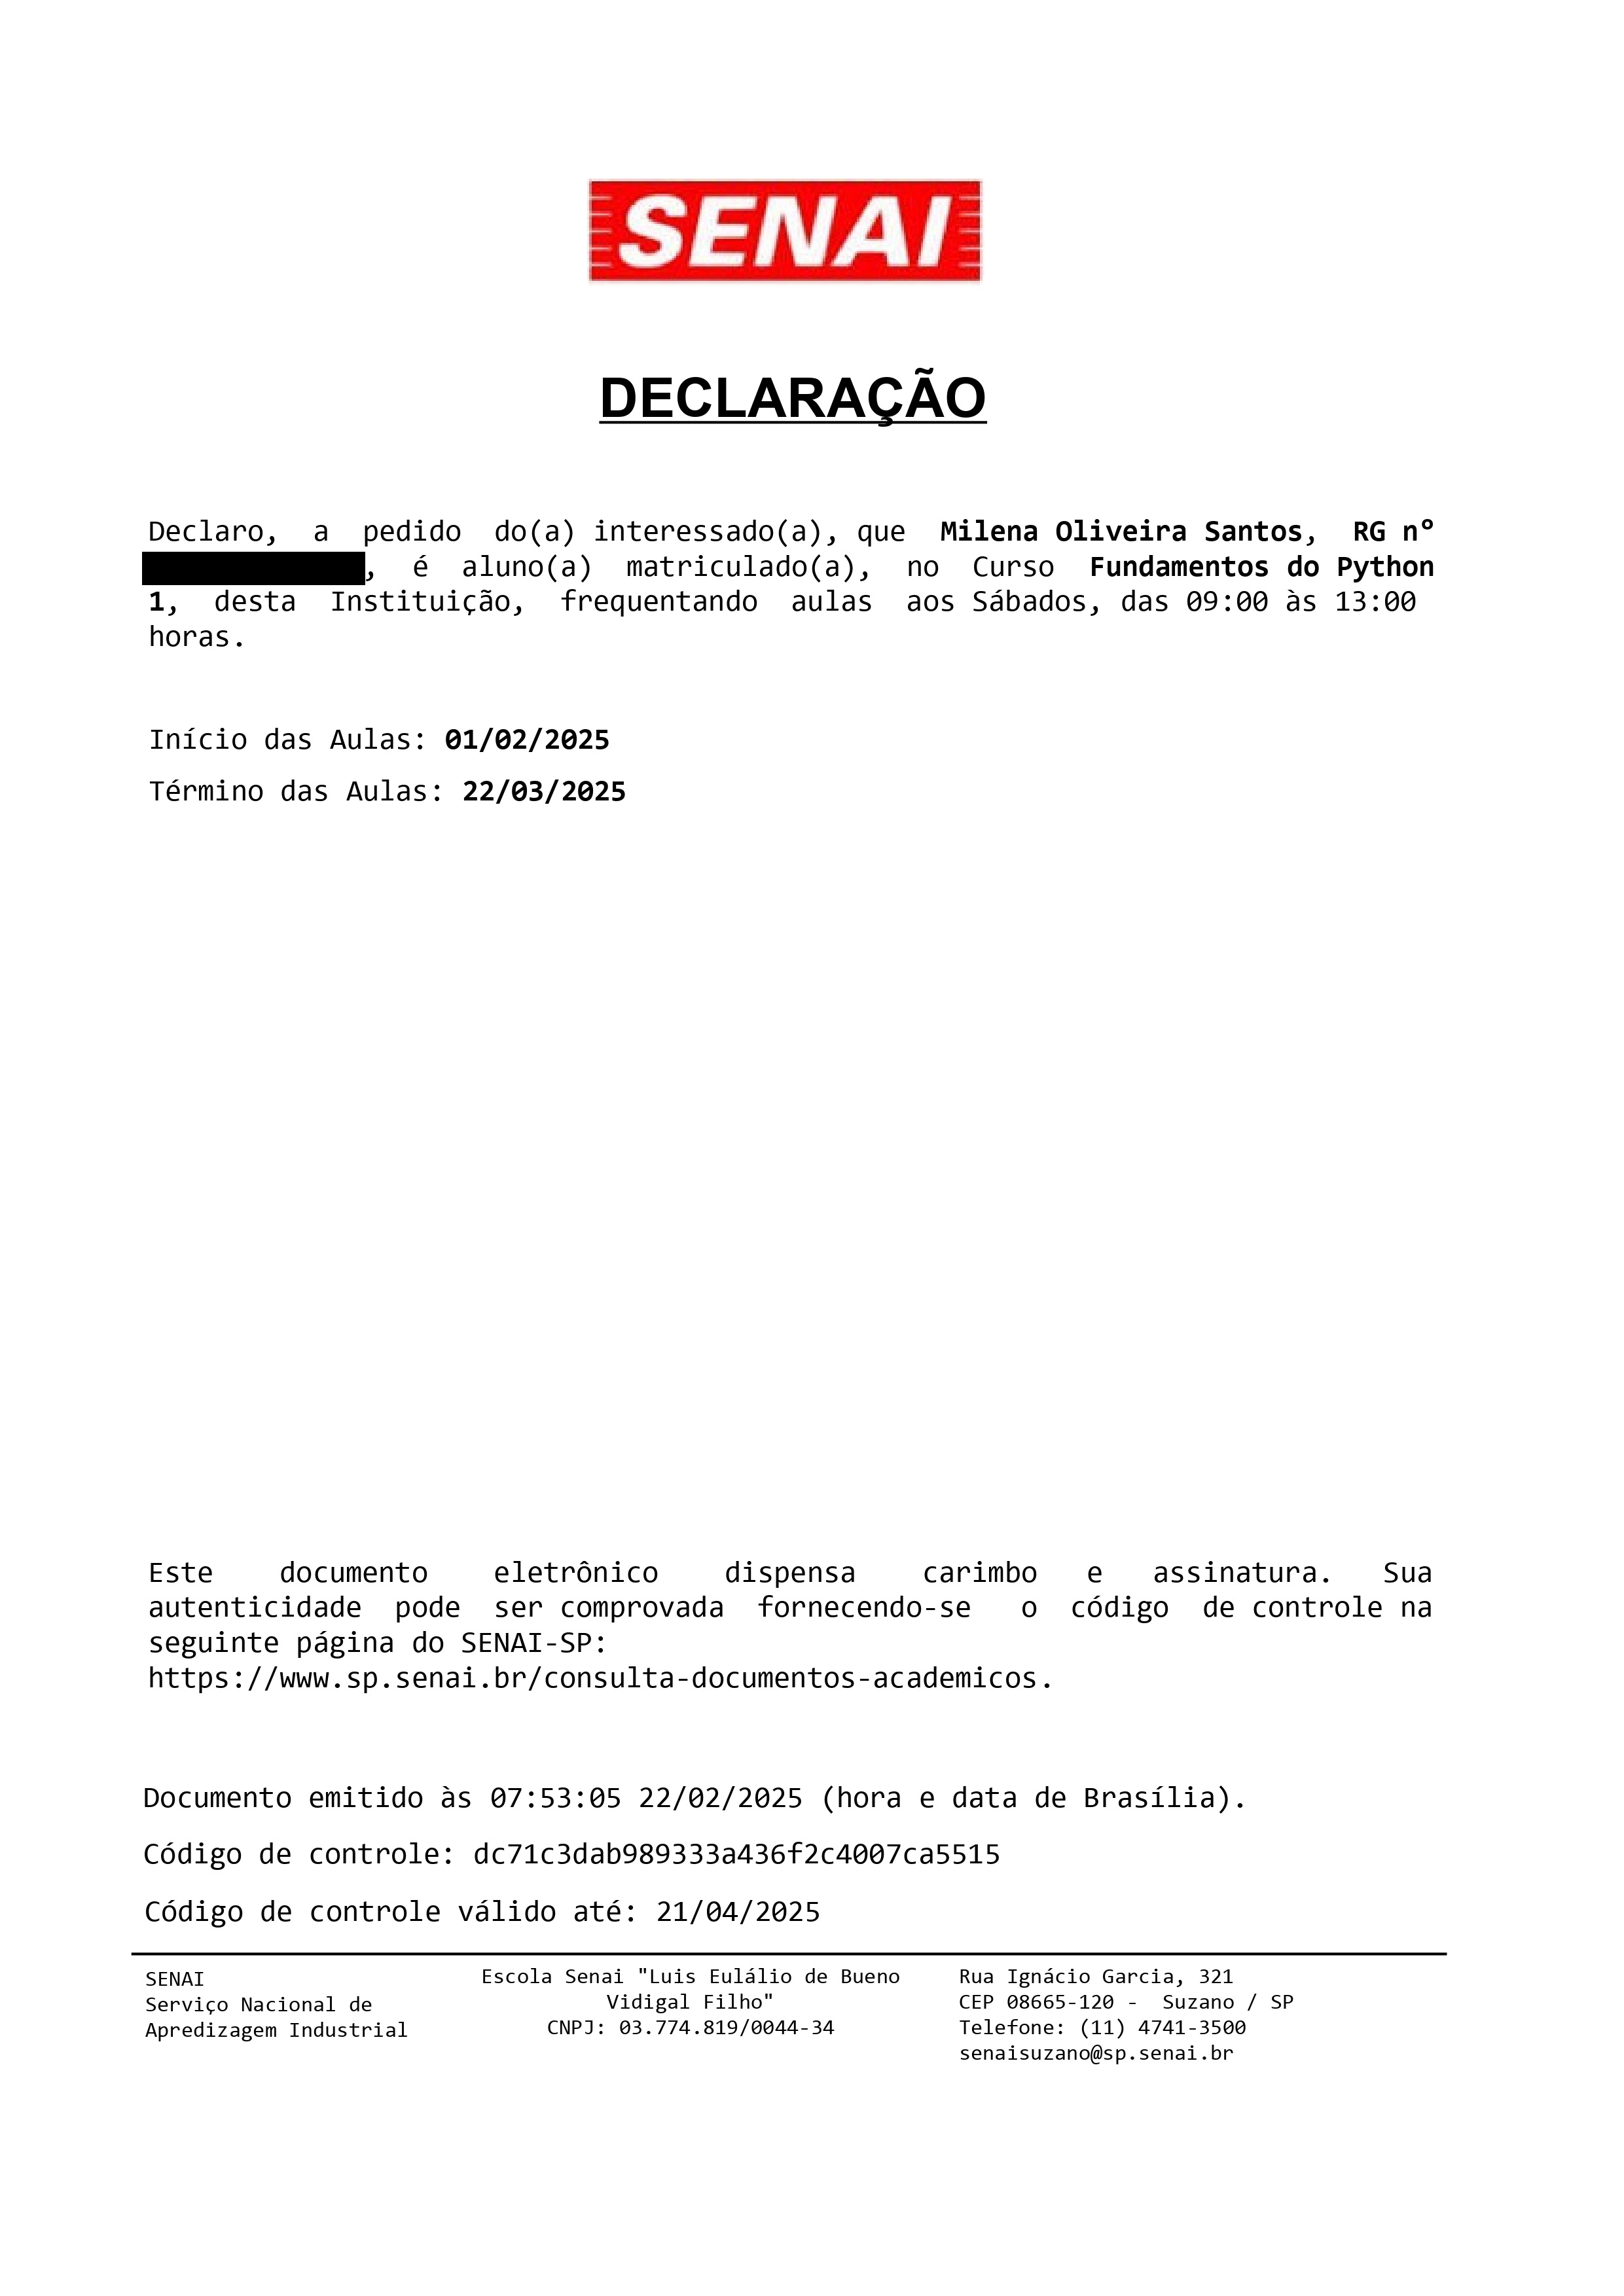 SENAI
DECLARAÇÃO
Declaro, a pedido do(a) interessado(a), que Milena Oliveira Santos, RG nº
, é aluno(a) matriculado(a), no Curso Fundamentos do Python
1, desta Instituição, frequentando aulas aos Sábados, das 09:00 às 13:00
horas.
Início das Aulas: 01/02/2025
Término das Aulas: 22/03/2025
Este documento eletrônico dispensa carimbo e assinatura. Sua
autenticidade pode ser comprovada fornecendo-se o código de controle na
seguinte página do SENAI-SP:
https://www.sp.senai.br/consulta-documentos-academicos.
Documento emitido às 07:53:05 22/02/2025 (hora e data de Brasília).
Código de controle: dc71c3dab989333a436f2c4007ca5515
Código de controle válido até: 21/04/2025
SENAI
Serviço Nacional de
Apredizagem Industrial
Escola Senai "Luis Eulálio de Bueno
Vidigal Filho"
CNPJ: 03.774.819/0044-34
Rua Ignácio Garcia, 321
CEP 08665-120 - Suzano / SP
Telefone: (11) 4741-3500
senaisuzano@sp.senai.br